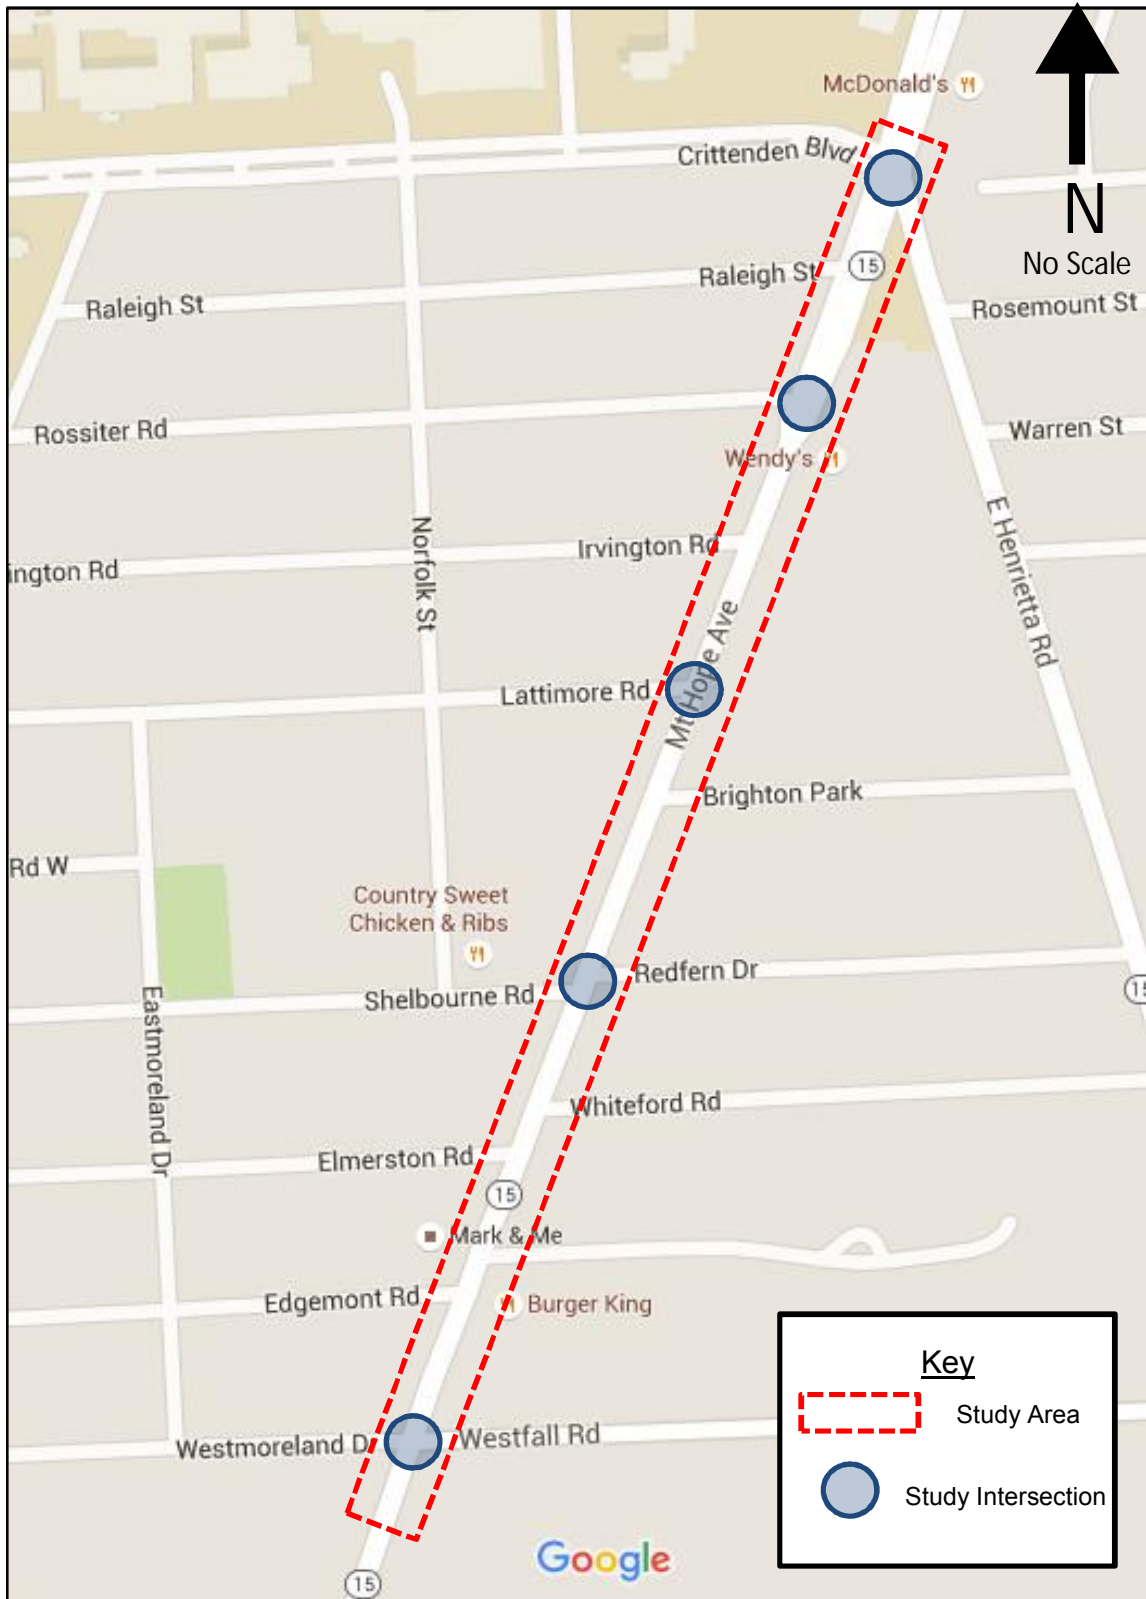 McDonald's
Crittenden Blvd
N
No Scale
15
Raleigh St
Raleigh St
Rosemount St
Rossiter Rd
Warren St
Wendy's
E Henrietta Rd
Irvington Rd
ington Rd
Norfolk St
Mt Hope Ave
Lattimore Rd
Brighton Park
Rd W
Country Sweet
Chicken & Ribs
Redfern Dr
Shelbourne Rd
15
Eastmoreland Dr
Whiteford Rd
Elmerston Rd
15
Mark & Me
Edgemont Rd
Burger King
Key
Study Area
Westmoreland D
Westfall Rd
Study Intersection
Google
15